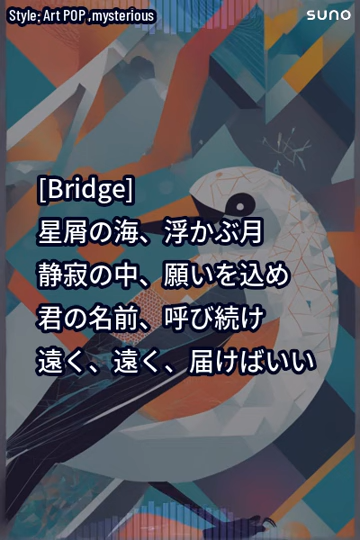 Style; Art POP ,mysterious
suno
[Bridge]
星屑の海、浮かぶ月
静寂の中、願いを込め
君の名前、呼び続け
遠く、遠く、届けばいい